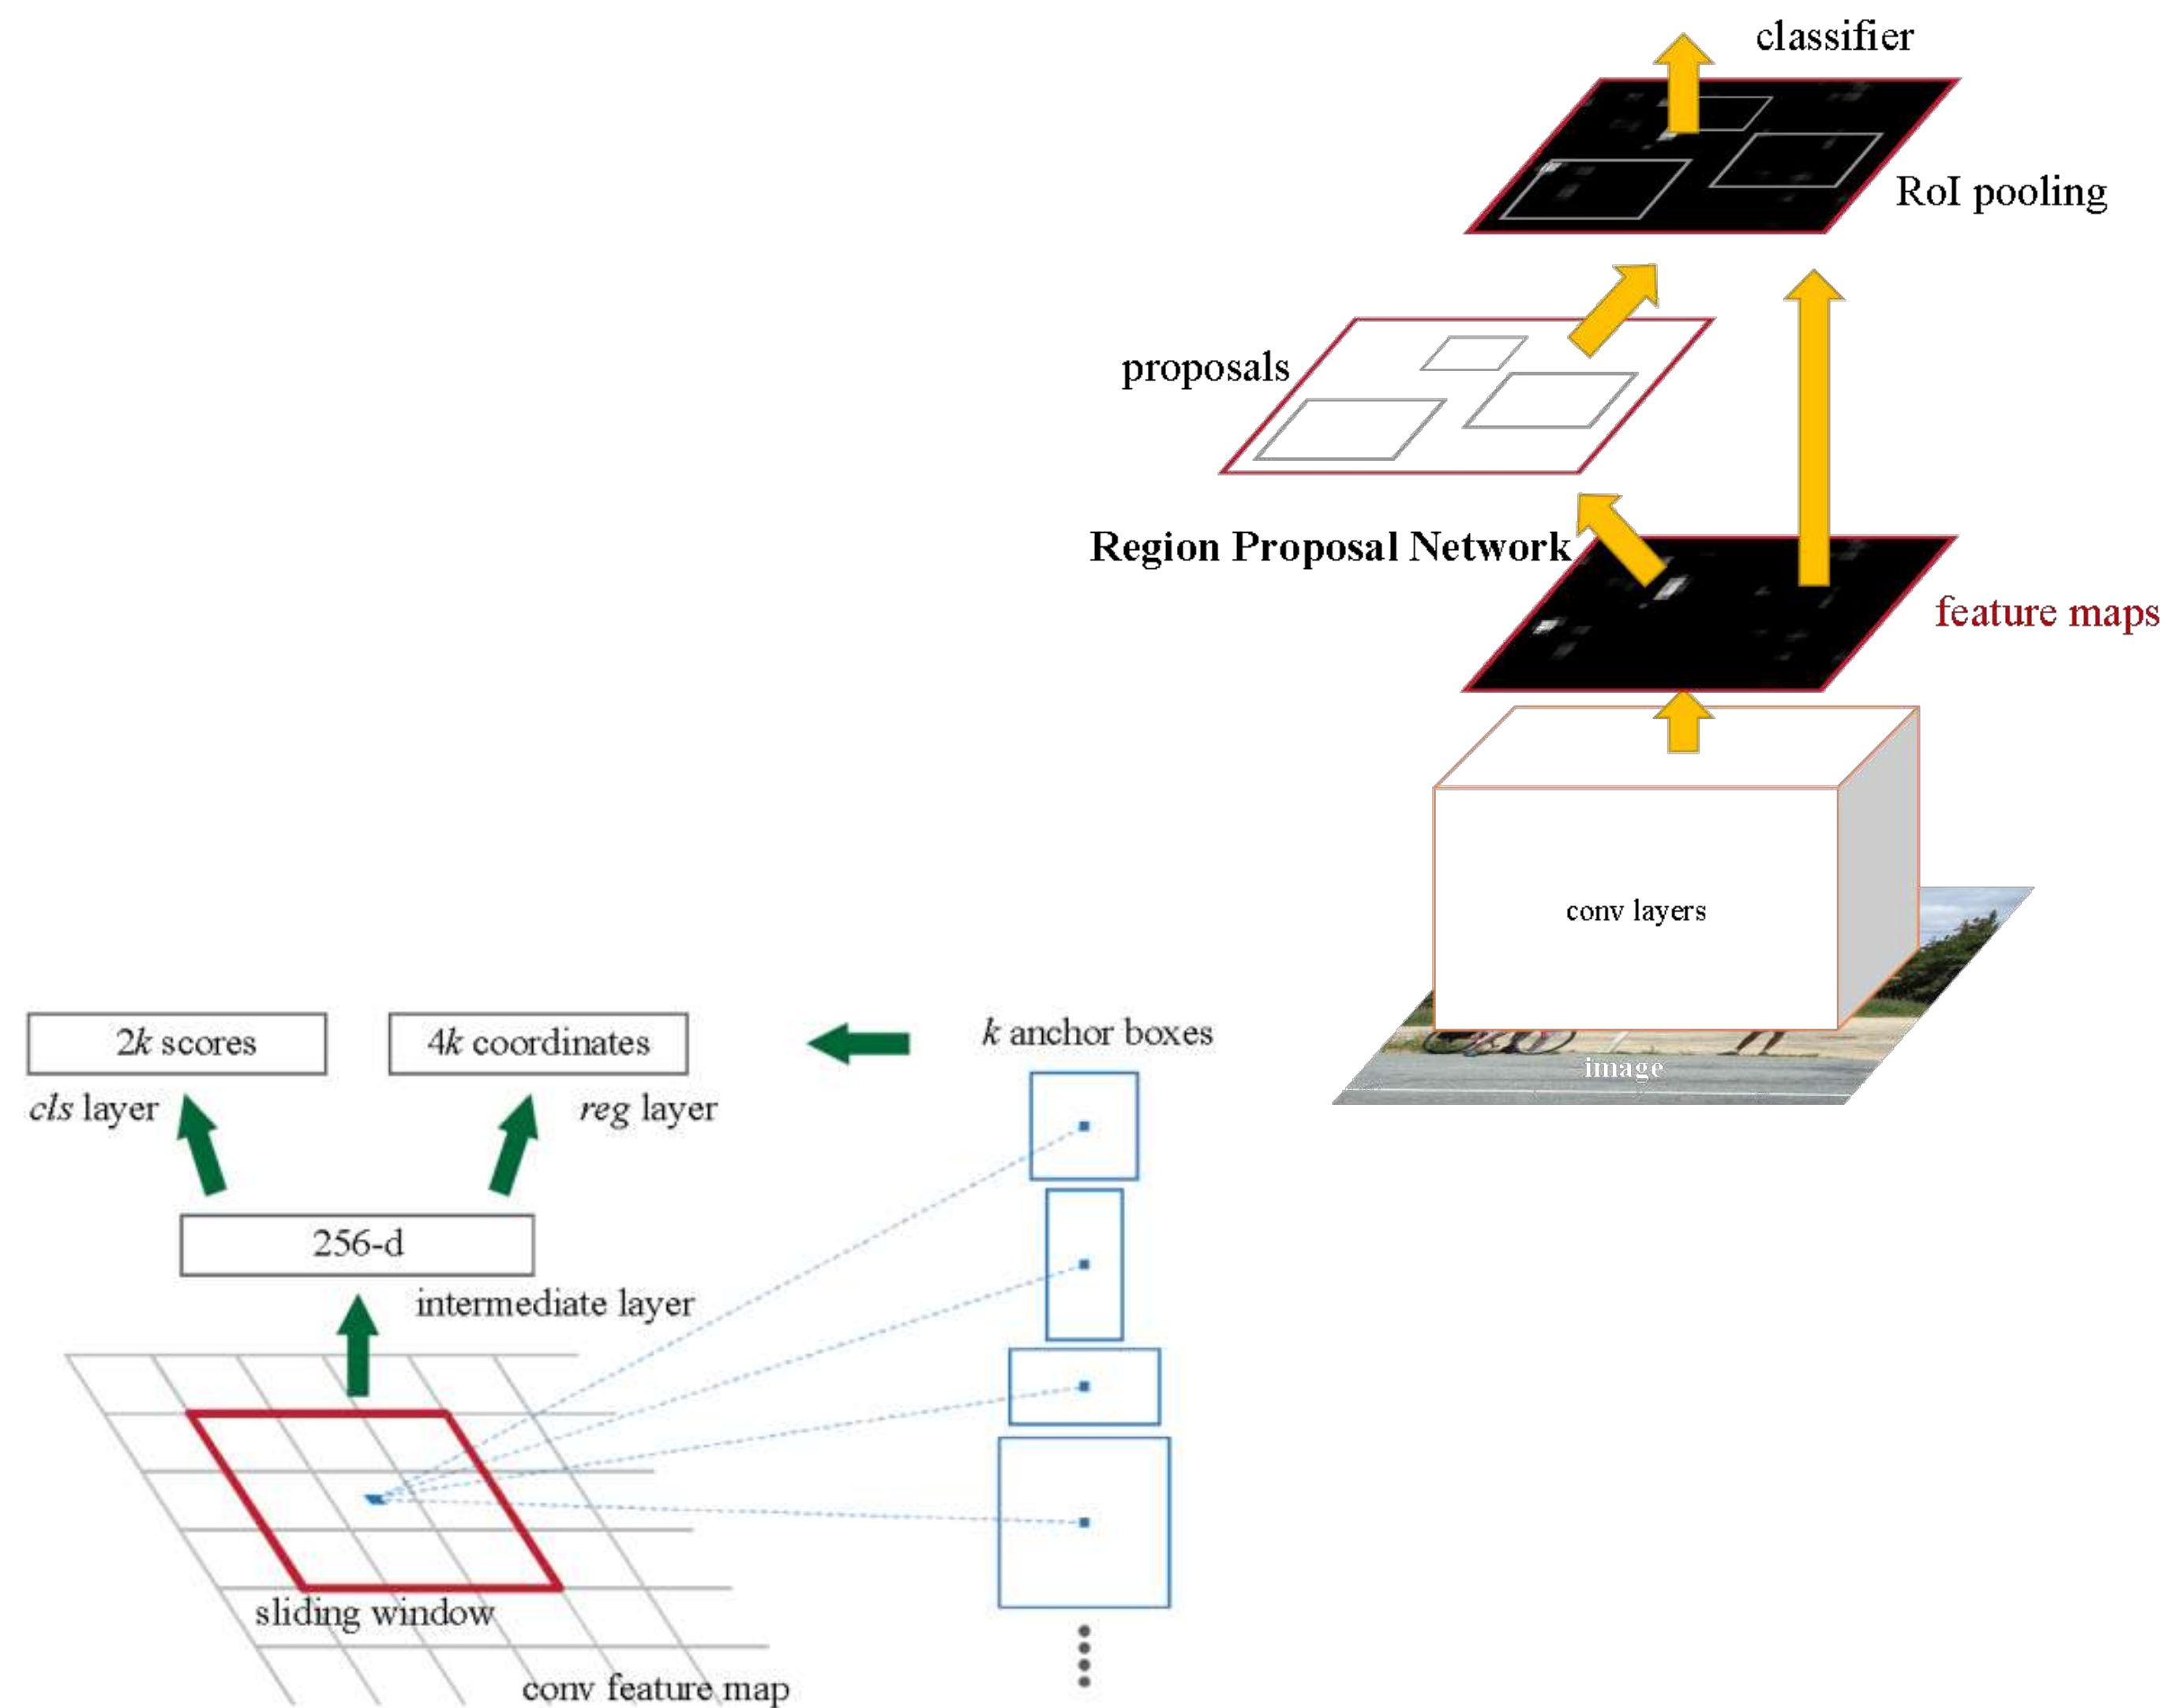 classifier
RoI pooling
proposals
Region Proposal Network
feature maps
conv layers
image
2k scores
4k coordinates
k anchor boxes
cls layer
reg layer
256-d
intermediate layer
sliding window
conv feature map